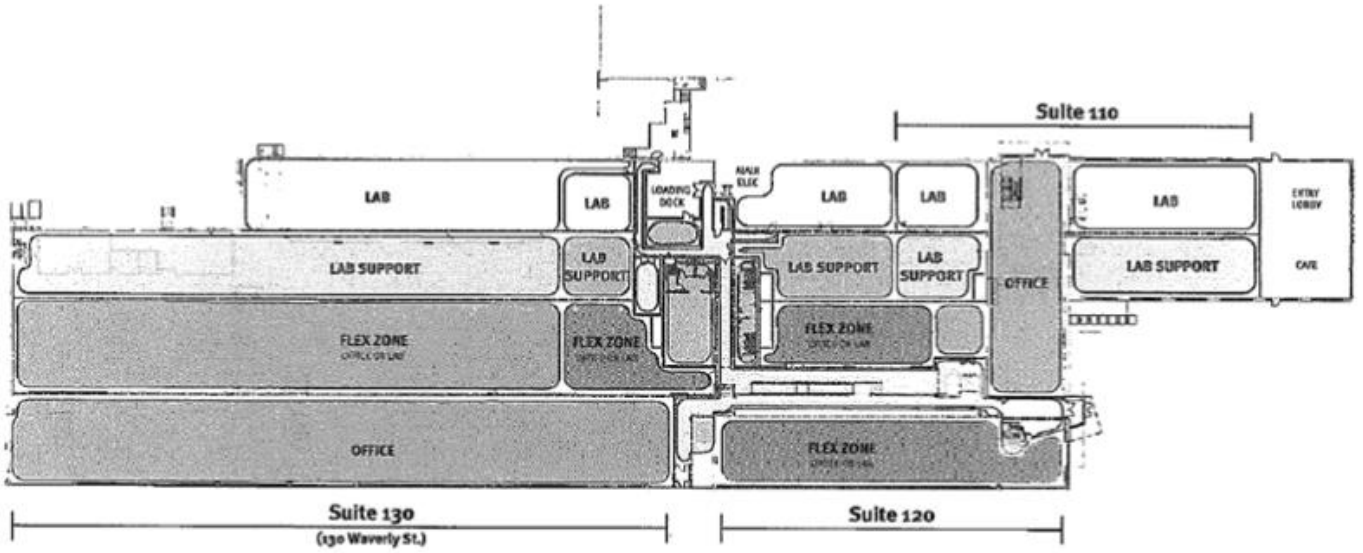 Suite 110
LAB
LAB
LOADING
DOCK
MAIN
ELEC
LAB
LAB
LAB
ENTRY
LOBBY
LAB SUPPORT
LAB
SUPPORT
LAB SUPPORT
LAB
SUPPORT
OFFICE
LAB SUPPORT
CAFE
FLEX ZONE
OFFICE OR LAB
FLEX ZONE
OFFICE OR LAB
FLEX ZONE
OFFICE OR LAB
OFFICE
FLEX ZONE
OFFICE OR LAB
Suite 130
(130 Waverly St.)
Suite 120